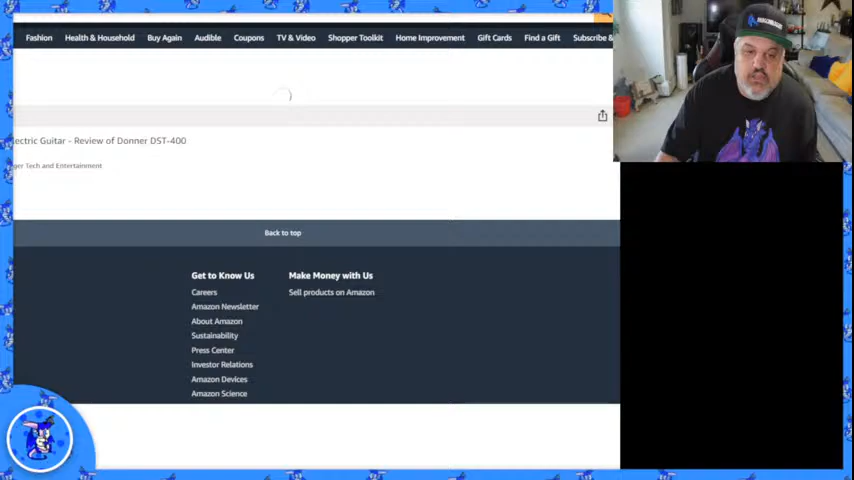 Fashion Health & Household Buy Again Audible Coupons TV & Video Shopper Toolkit Home Improvement Gift Cards Find a Gift Subscribe &
ectric Guitar - Review of Donner DST-400
ger Tech and Entertainment
Back to top
Get to Know Us
Careers
Amazon Newsletter
About Amazon
Sustainability
Press Center
Investor Relations
Amazon Devices
Amazon Science
Make Money with Us
Sell products on Amazon